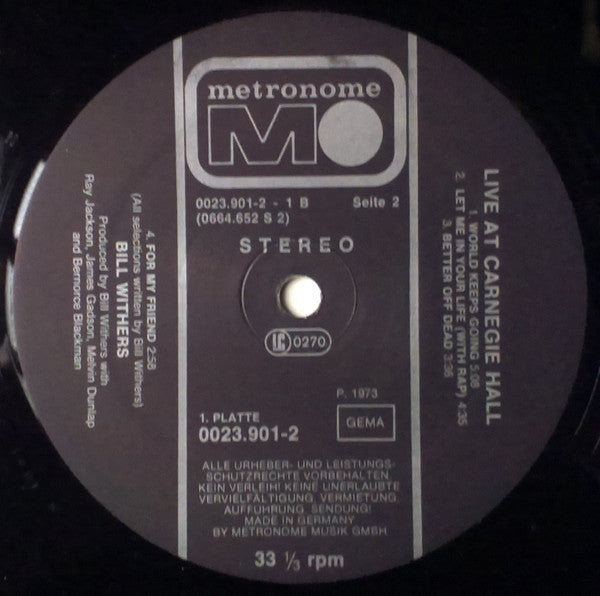 metronome
MO
0023.901-2 - 1 B Seite 2
(0664.652 S 2)
STEREO
LC 0270
P. 1973
1. PLATTE
0023.901-2
GEMA
ALLE URHEBER- UND LEISTUNGS-
SCHUTZRECHTE VORBEHALTEN
KEIN VERLEIH! KEINE UNERLAUBTE
VERVIELFÄLTIGUNG, VERMIETUNG,
AUFFÜHRUNG, SENDUNG!
MADE IN GERMANY
BY METRONOME MUSIK GMBH
33 ⅓ rpm
LIVE AT CARNEGIE HALL
1. WORLD KEEPS GOING 5:08
2. LET ME IN YOUR LIFE (WITH RAP) 4:35
3. BETTER OFF DEAD 3:36
4. FOR MY FRIEND 2:58
(All selections written by Bill Withers)
BILL WITHERS
Produced by Bill Withers with
Ray Jackson, James Gadson, Melvin Dunlap
and Bernorce Blackman